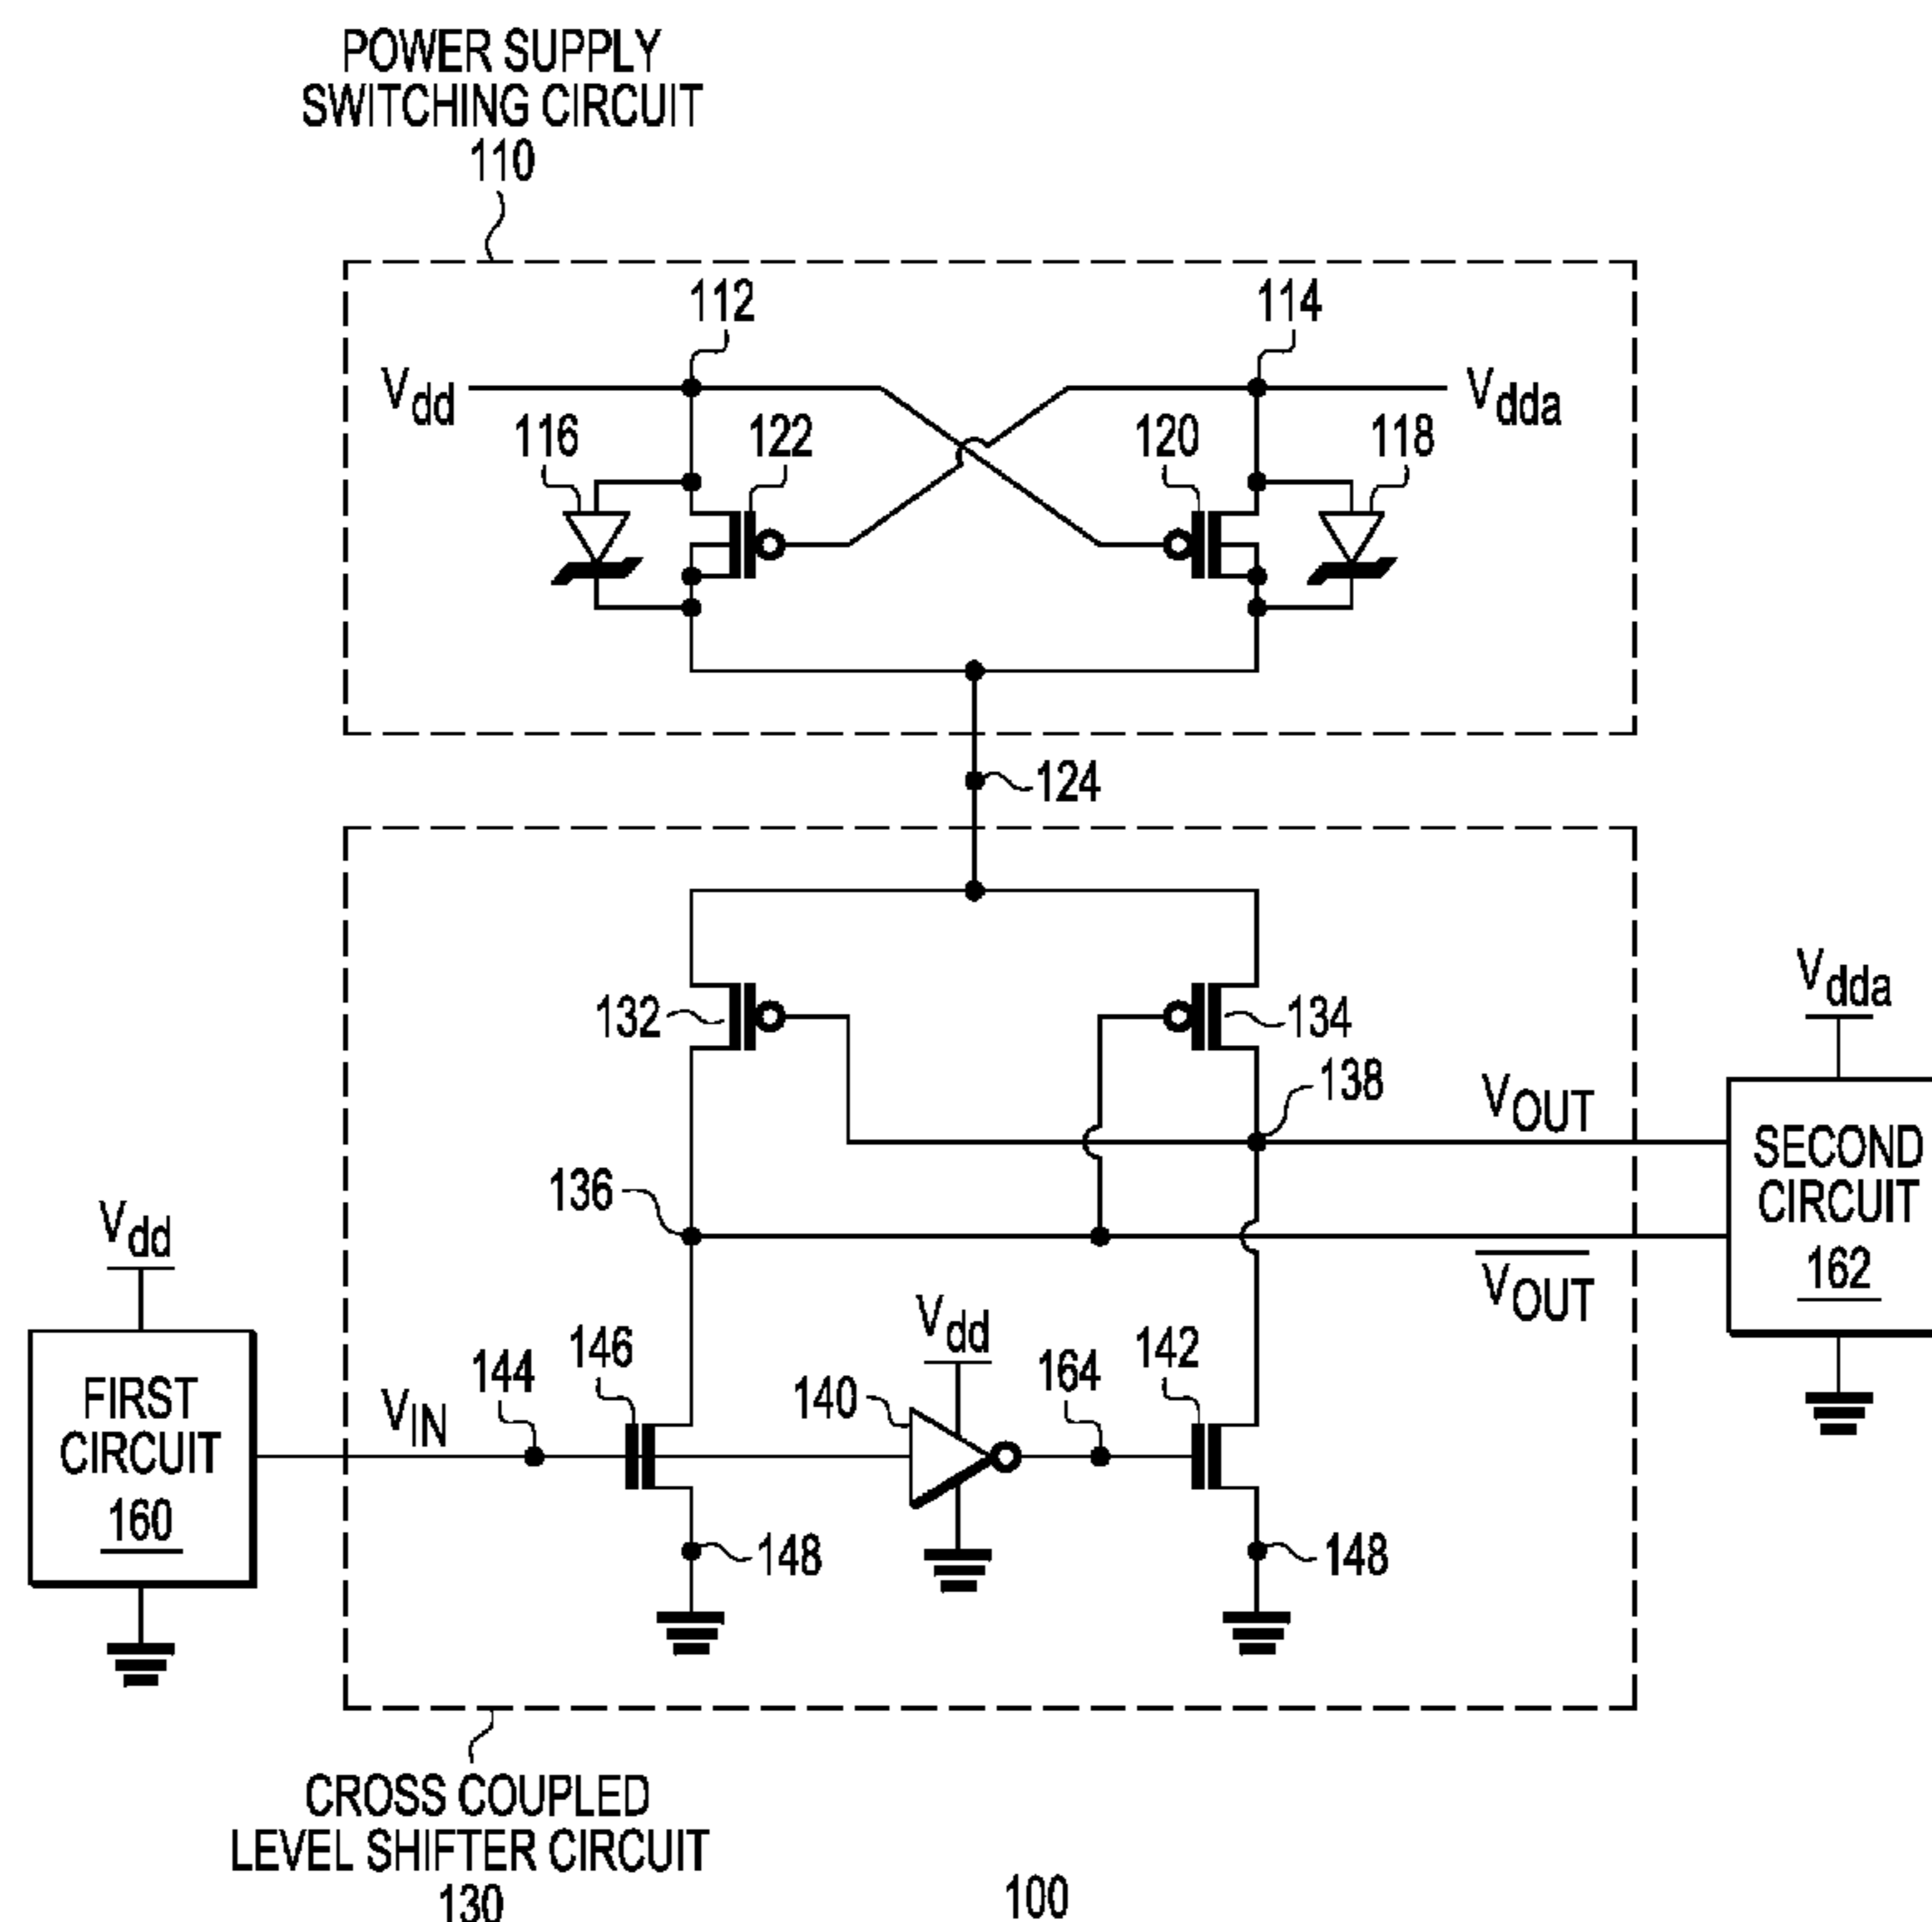 POWER SUPPLY
SWITCHING CIRCUIT
110
112
114
Vdd
Vdda
116
122
120
118
124
132
134
138
VOUT
Vdda
SECOND
CIRCUIT
162
136
VOUT
Vdd
FIRST
CIRCUIT
160
VIN
144
146
140
Vdd
164
142
148
148
CROSS COUPLED
LEVEL SHIFTER CIRCUIT
130
100